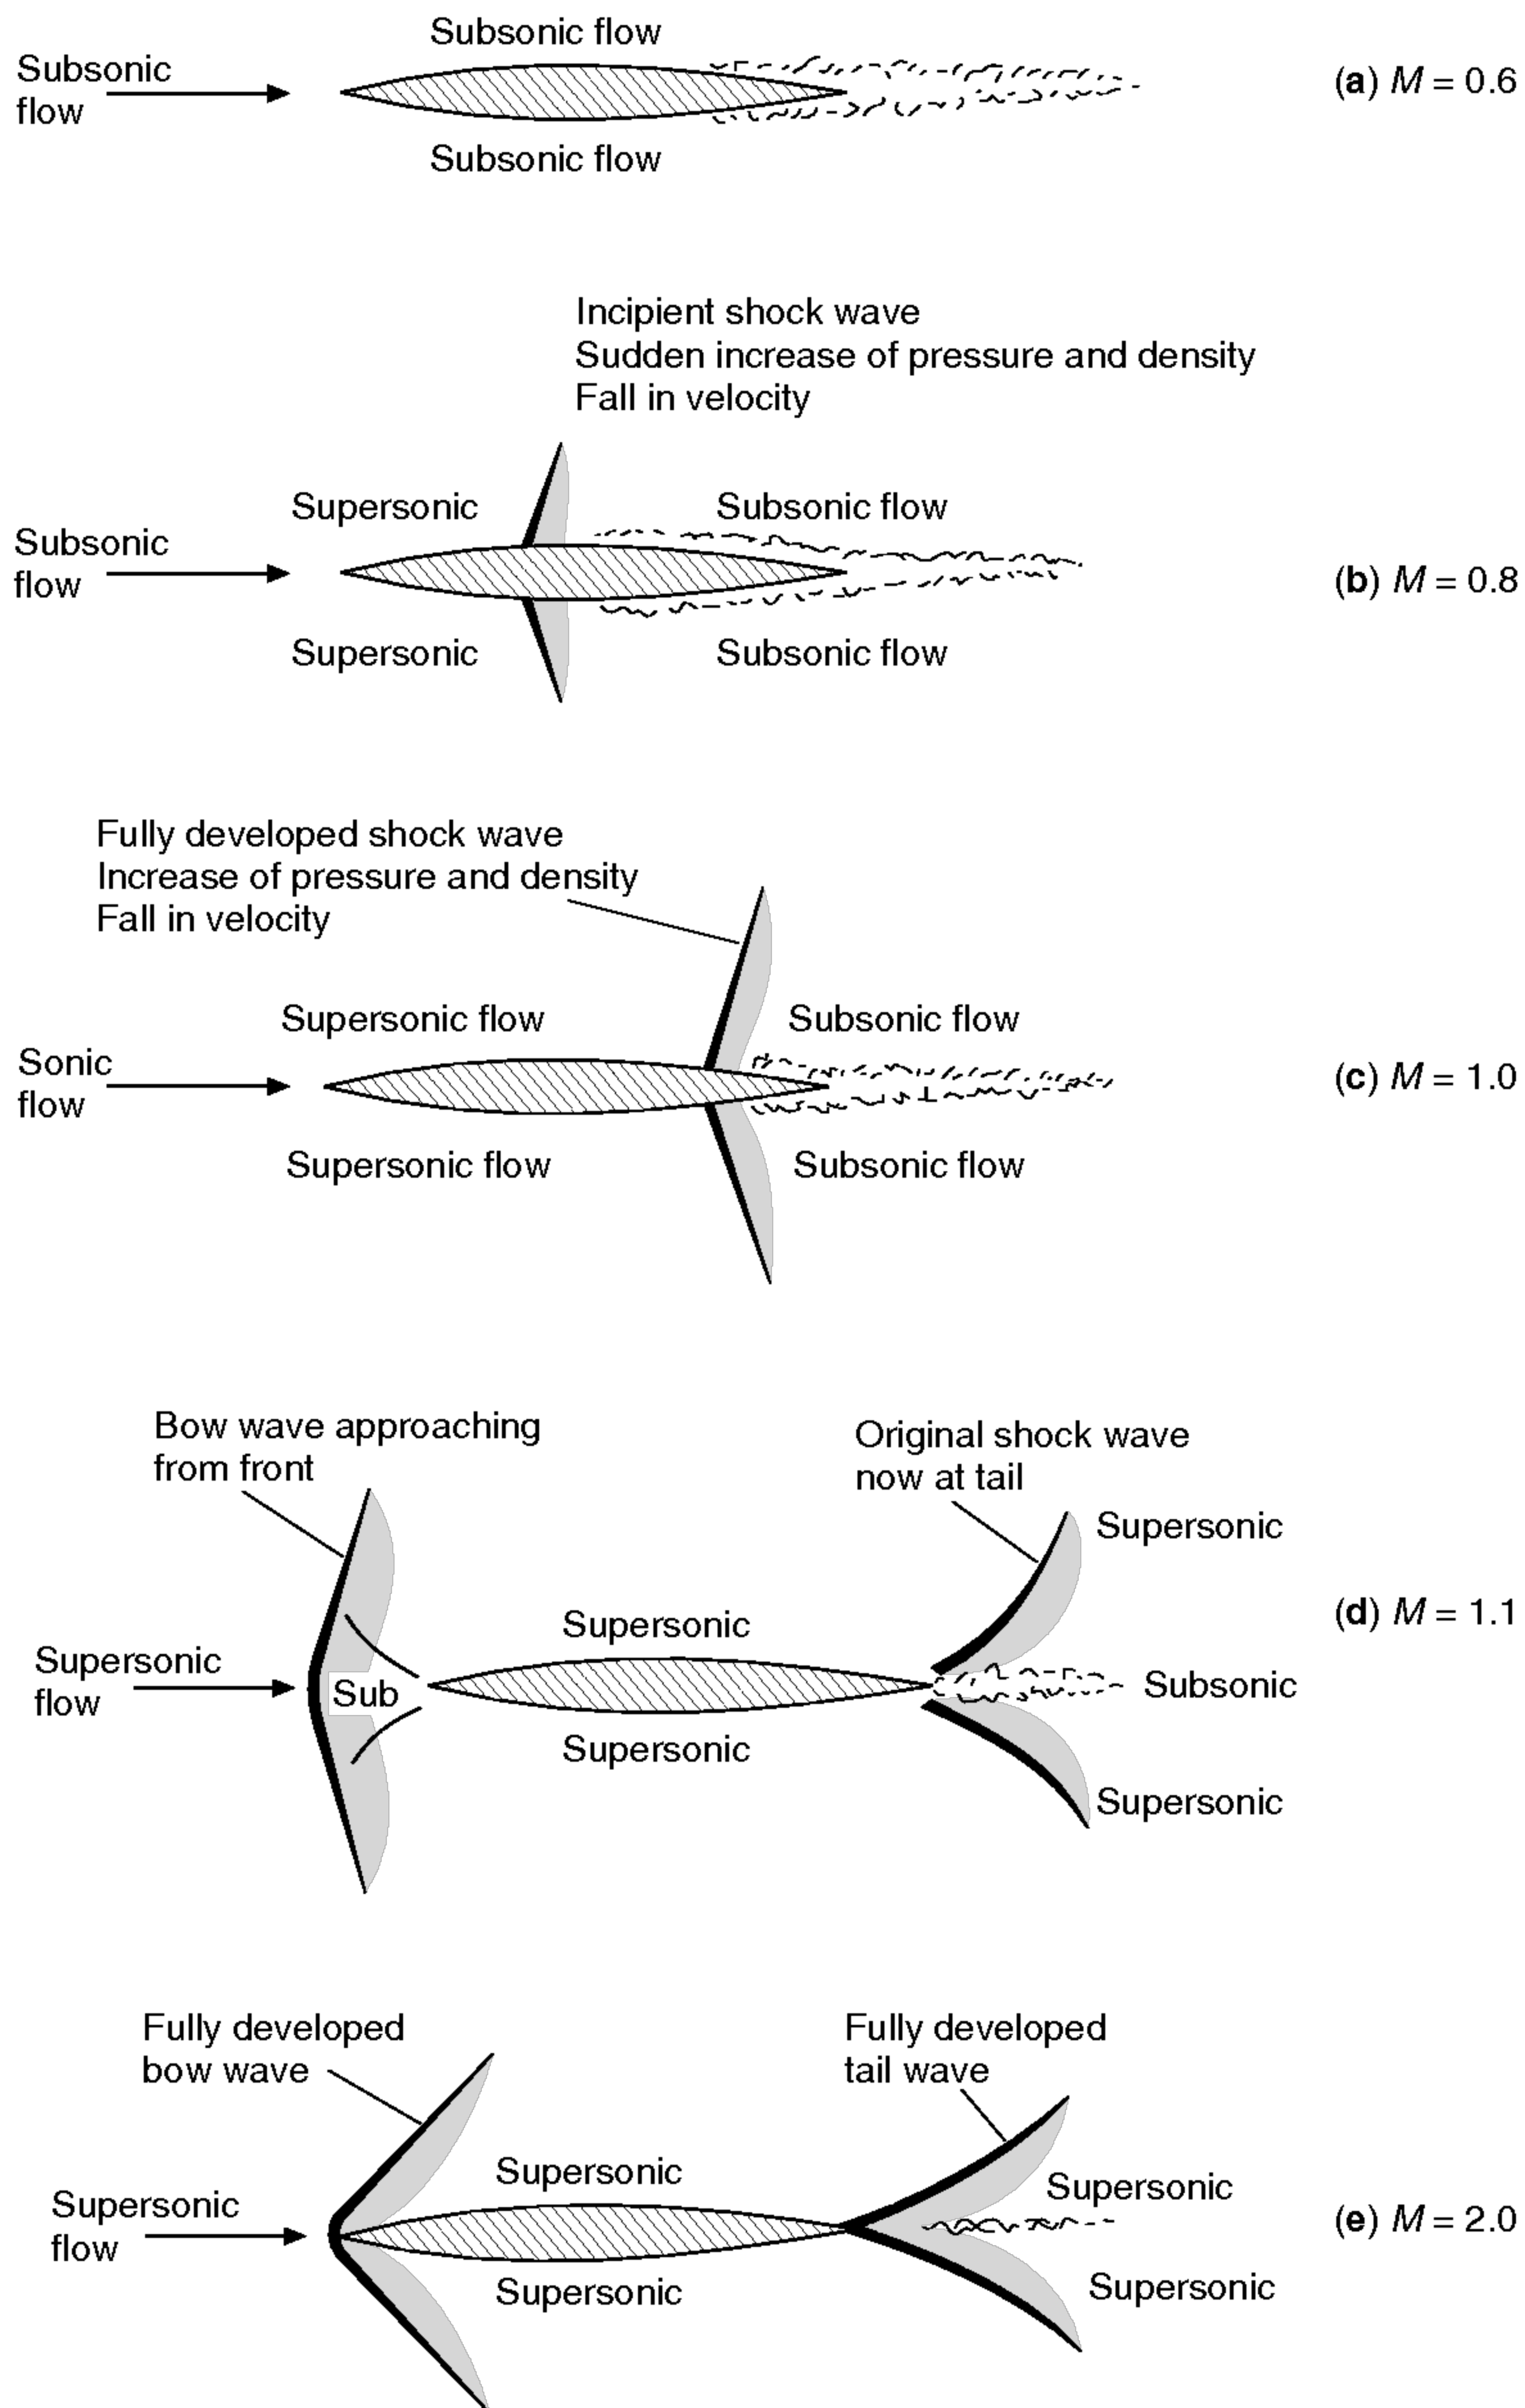 Subsonic flow
Subsonic
flow
(a) M = 0.6
Subsonic flow
Incipient shock wave
Sudden increase of pressure and density
Fall in velocity
Supersonic
Subsonic flow
Subsonic
flow
(b) M = 0.8
Supersonic
Subsonic flow
Fully developed shock wave
Increase of pressure and density
Fall in velocity
Supersonic flow
Subsonic flow
Sonic
flow
(c) M = 1.0
Supersonic flow
Subsonic flow
Bow wave approaching
from front
Original shock wave
now at tail
Supersonic
Supersonic
(d) M = 1.1
Supersonic
flow
Sub
Subsonic
Supersonic
Supersonic
Fully developed
bow wave
Fully developed
tail wave
Supersonic
Supersonic
Supersonic
flow
(e) M = 2.0
Supersonic
Supersonic